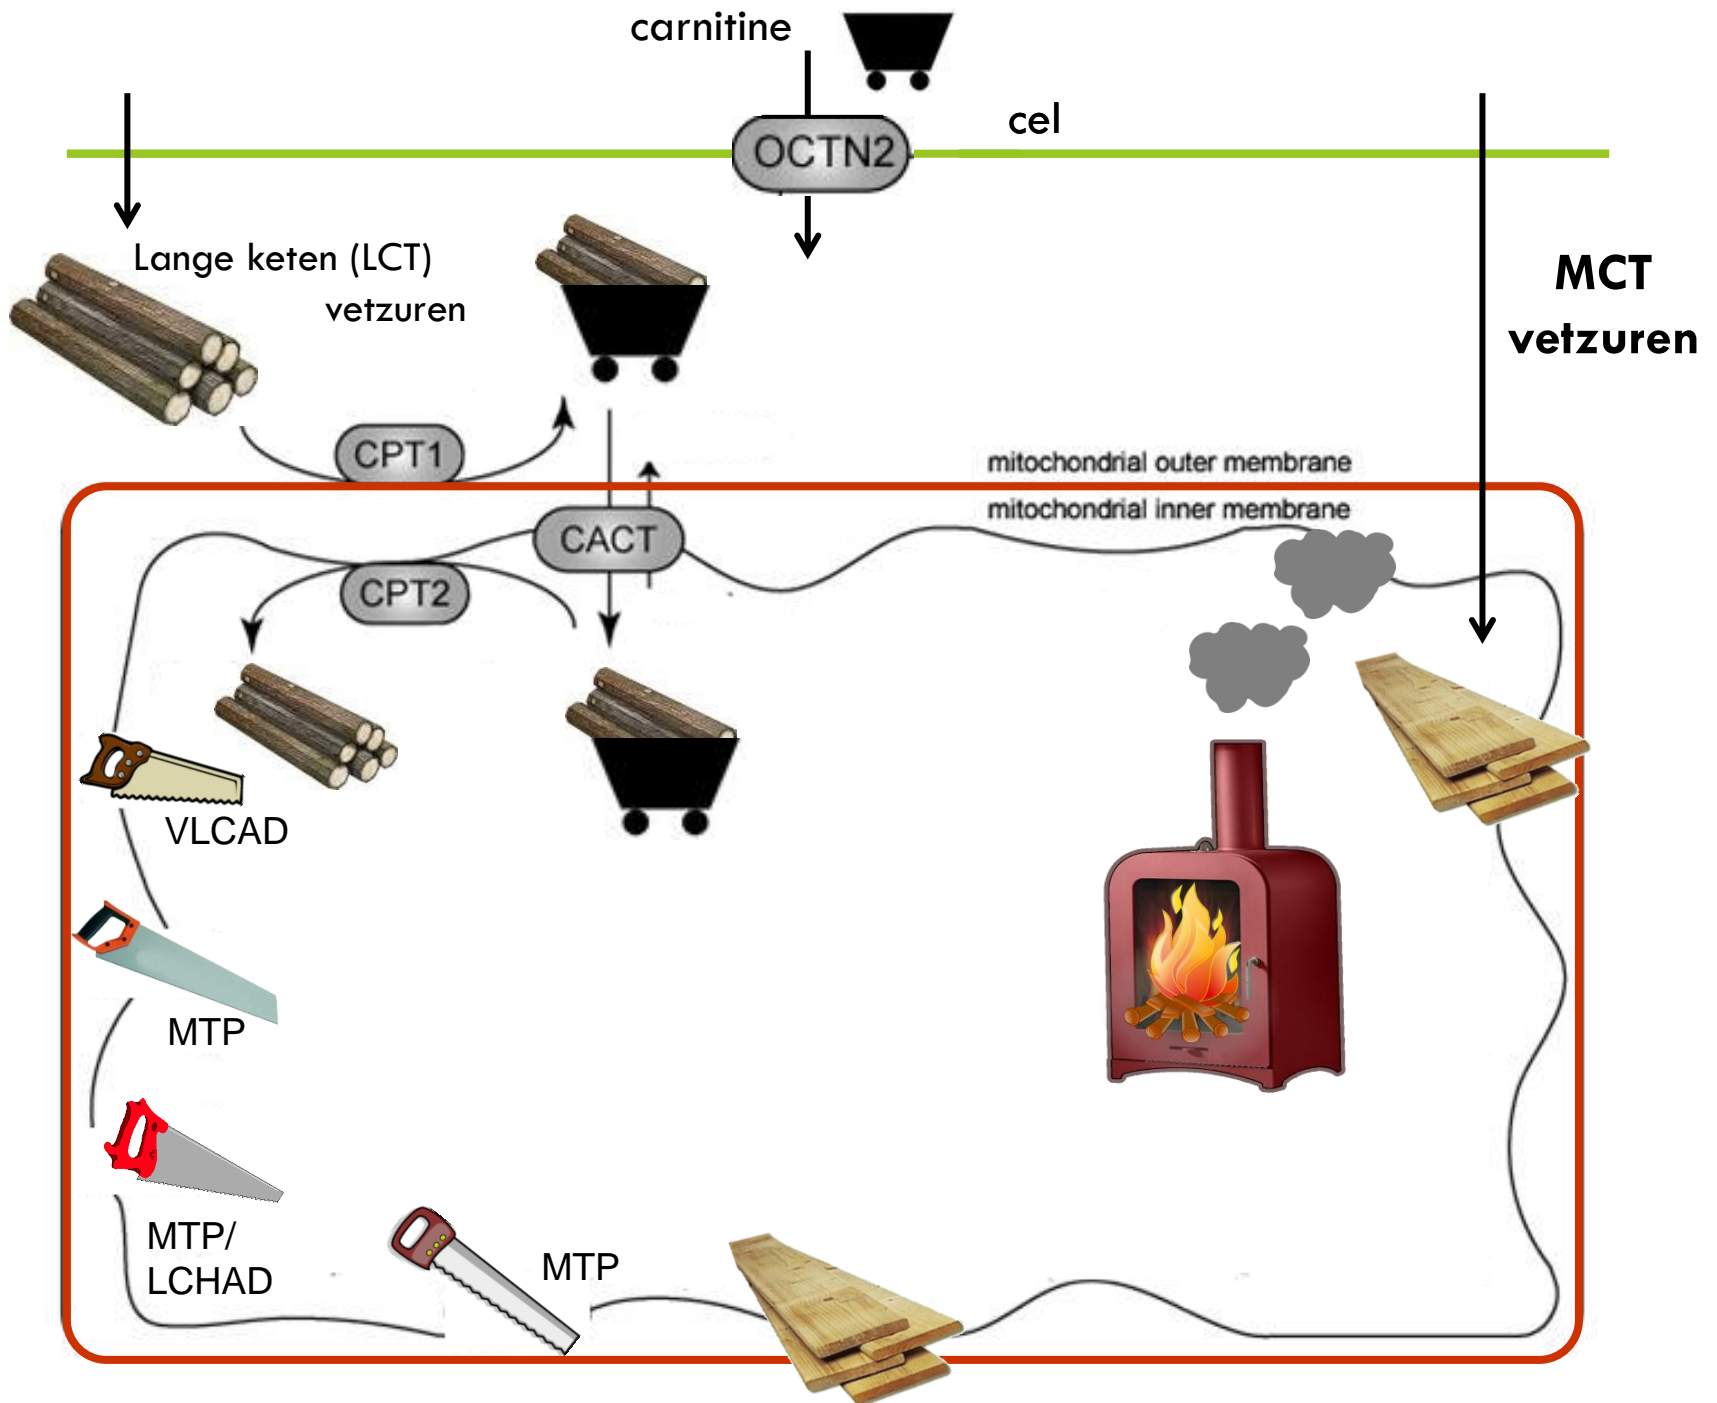 carnitine
cel
OCTN2
Lange keten (LCT)
vetzuren
MCT
vetzuren
CPT1
mitochondrial outer membrane
mitochondrial inner membrane
CACT
CPT2
VLCAD
MTP
MTP/
LCHAD
MTP